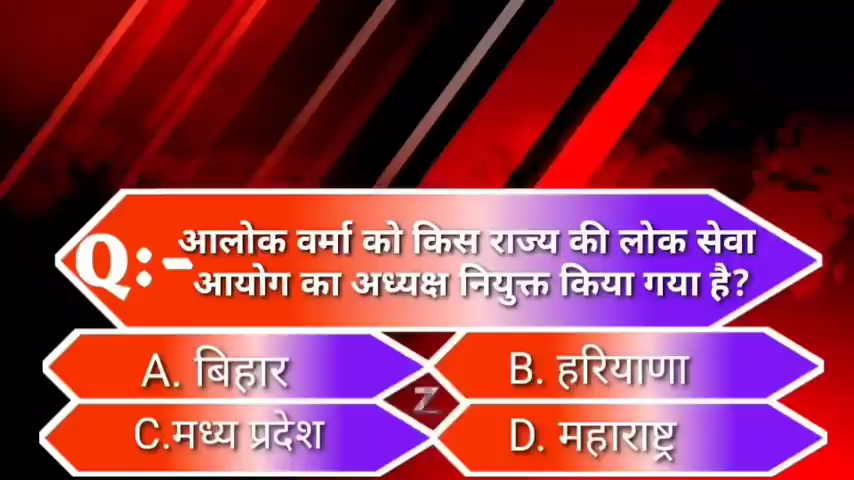 Q:-
आलोक वर्मा को किस राज्य की लोक सेवा
आयोग का अध्यक्ष नियुक्त किया गया है?
A. बिहार
B. हरियाणा
Z
C.मध्य प्रदेश
D. महाराष्ट्र